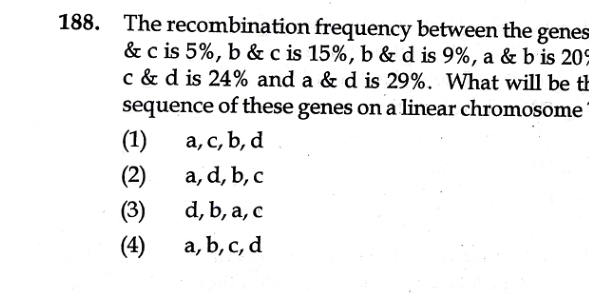 188. The recombination frequency between the genes
& c is 5%, b & c is 15%, b & d is 9%, a & b is 20%
c & d is 24% and a & d is 29%. What will be
sequence of these genes on a linear chromosome
(1) a, c, b, d
(2) a, d, b, c
(3) d, b, a, c
(4) a, b, c, d